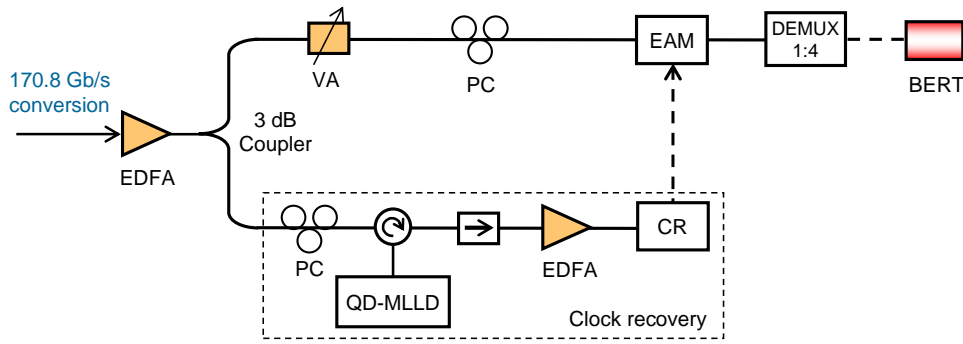 170.8 Gb/s
conversion
EDFA
3 dB
Coupler
VA
PC
EAM
DEMUX
1:4
BERT
PC
QD-MLLD
EDFA
CR
Clock recovery